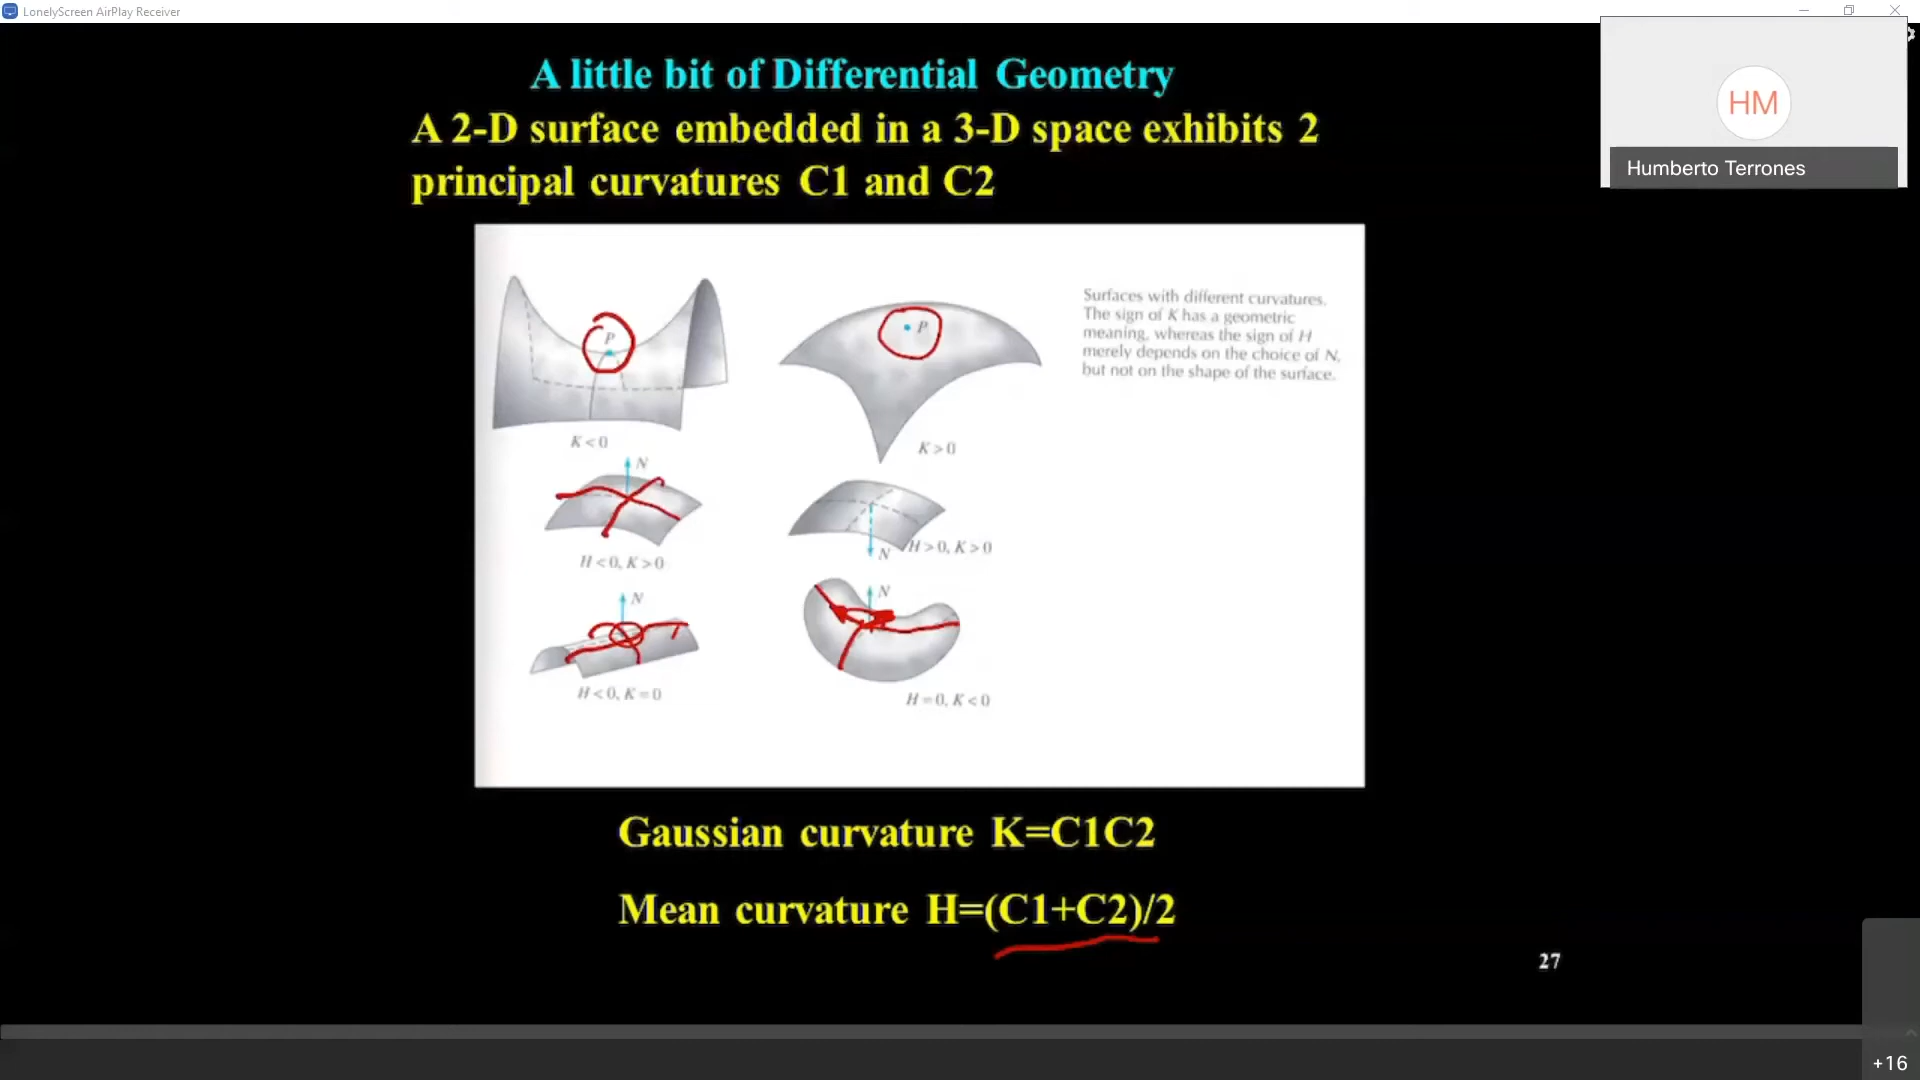 LonelyScreen AirPlay Receiver
HM
Humberto Terrones
A little bit of Differential Geometry
A 2-D surface embedded in a 3-D space exhibits 2
principal curvatures C1 and C2
P
P
K<0
K>0
Surfaces with different curvatures.
The sign of K has a geometric
meaning, whereas the sign of H
merely depends on the choice of N,
but not on the shape of the surface.
N
H<0, K>0
N
H>0, K>0
N
H<0, K=0
N
H=0, K<0
Gaussian curvature K=C1C2
Mean curvature H=(C1+C2)/2
27
+16